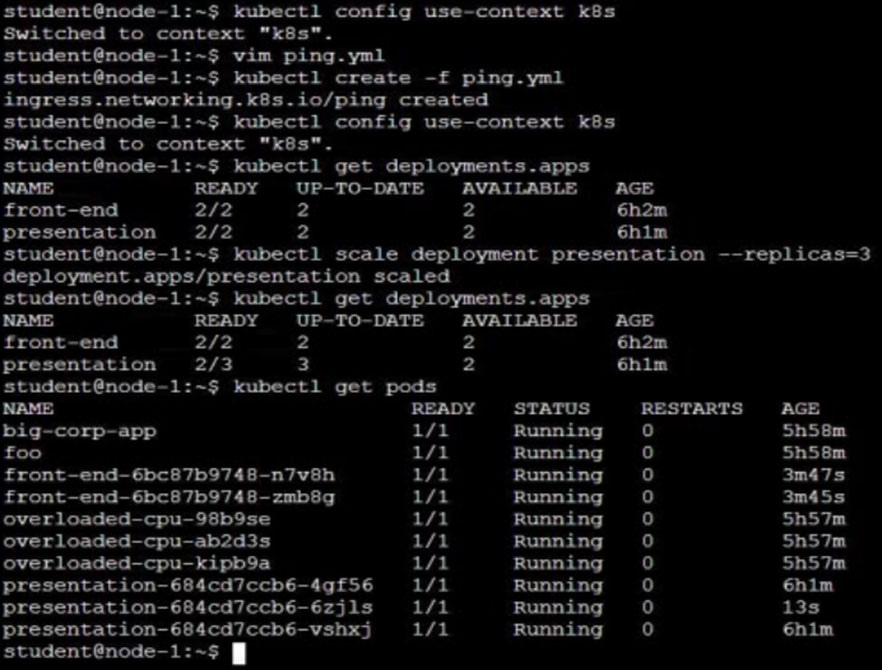 student@node-1:~$ kubectl config use-context k8s
Switched to context "k8s".
student@node-1:~$ vim ping.yml
student@node-1:~$ kubectl create -f ping.yml
ingress.networking.k8s.io/ping created
student@node-1:~$ kubectl config use-context k8s
Switched to context "k8s".
student@node-1:~$ kubectl get deployments.apps
NAME           READY   UP-TO-DATE   AVAILABLE   AGE
front-end      2/2     2            2           6h2m
presentation   2/2     2            2           6h1m
student@node-1:~$ kubectl scale deployment presentation --replicas=3
deployment.apps/presentation scaled
student@node-1:~$ kubectl get deployments.apps
NAME           READY   UP-TO-DATE   AVAILABLE   AGE
front-end      2/2     2            2           6h2m
presentation   2/3     3            2           6h1m
student@node-1:~$ kubectl get pods
NAME                            READY   STATUS    RESTARTS   AGE
big-corp-app                    1/1     Running   0          5h58m
foo                             1/1     Running   0          5h58m
front-end-6bc87b9748-n7v8h      1/1     Running   0          3m47s
front-end-6bc87b9748-zmb8g      1/1     Running   0          3m45s
overloaded-cpu-98b9se           1/1     Running   0          5h57m
overloaded-cpu-ab2d3s           1/1     Running   0          5h57m
overloaded-cpu-kipb9a           1/1     Running   0          5h57m
presentation-684cd7ccb6-4gf56   1/1     Running   0          6h1m
presentation-684cd7ccb6-6zjls   1/1     Running   0          13s
presentation-684cd7ccb6-vshxj   1/1     Running   0          6h1m
student@node-1:~$